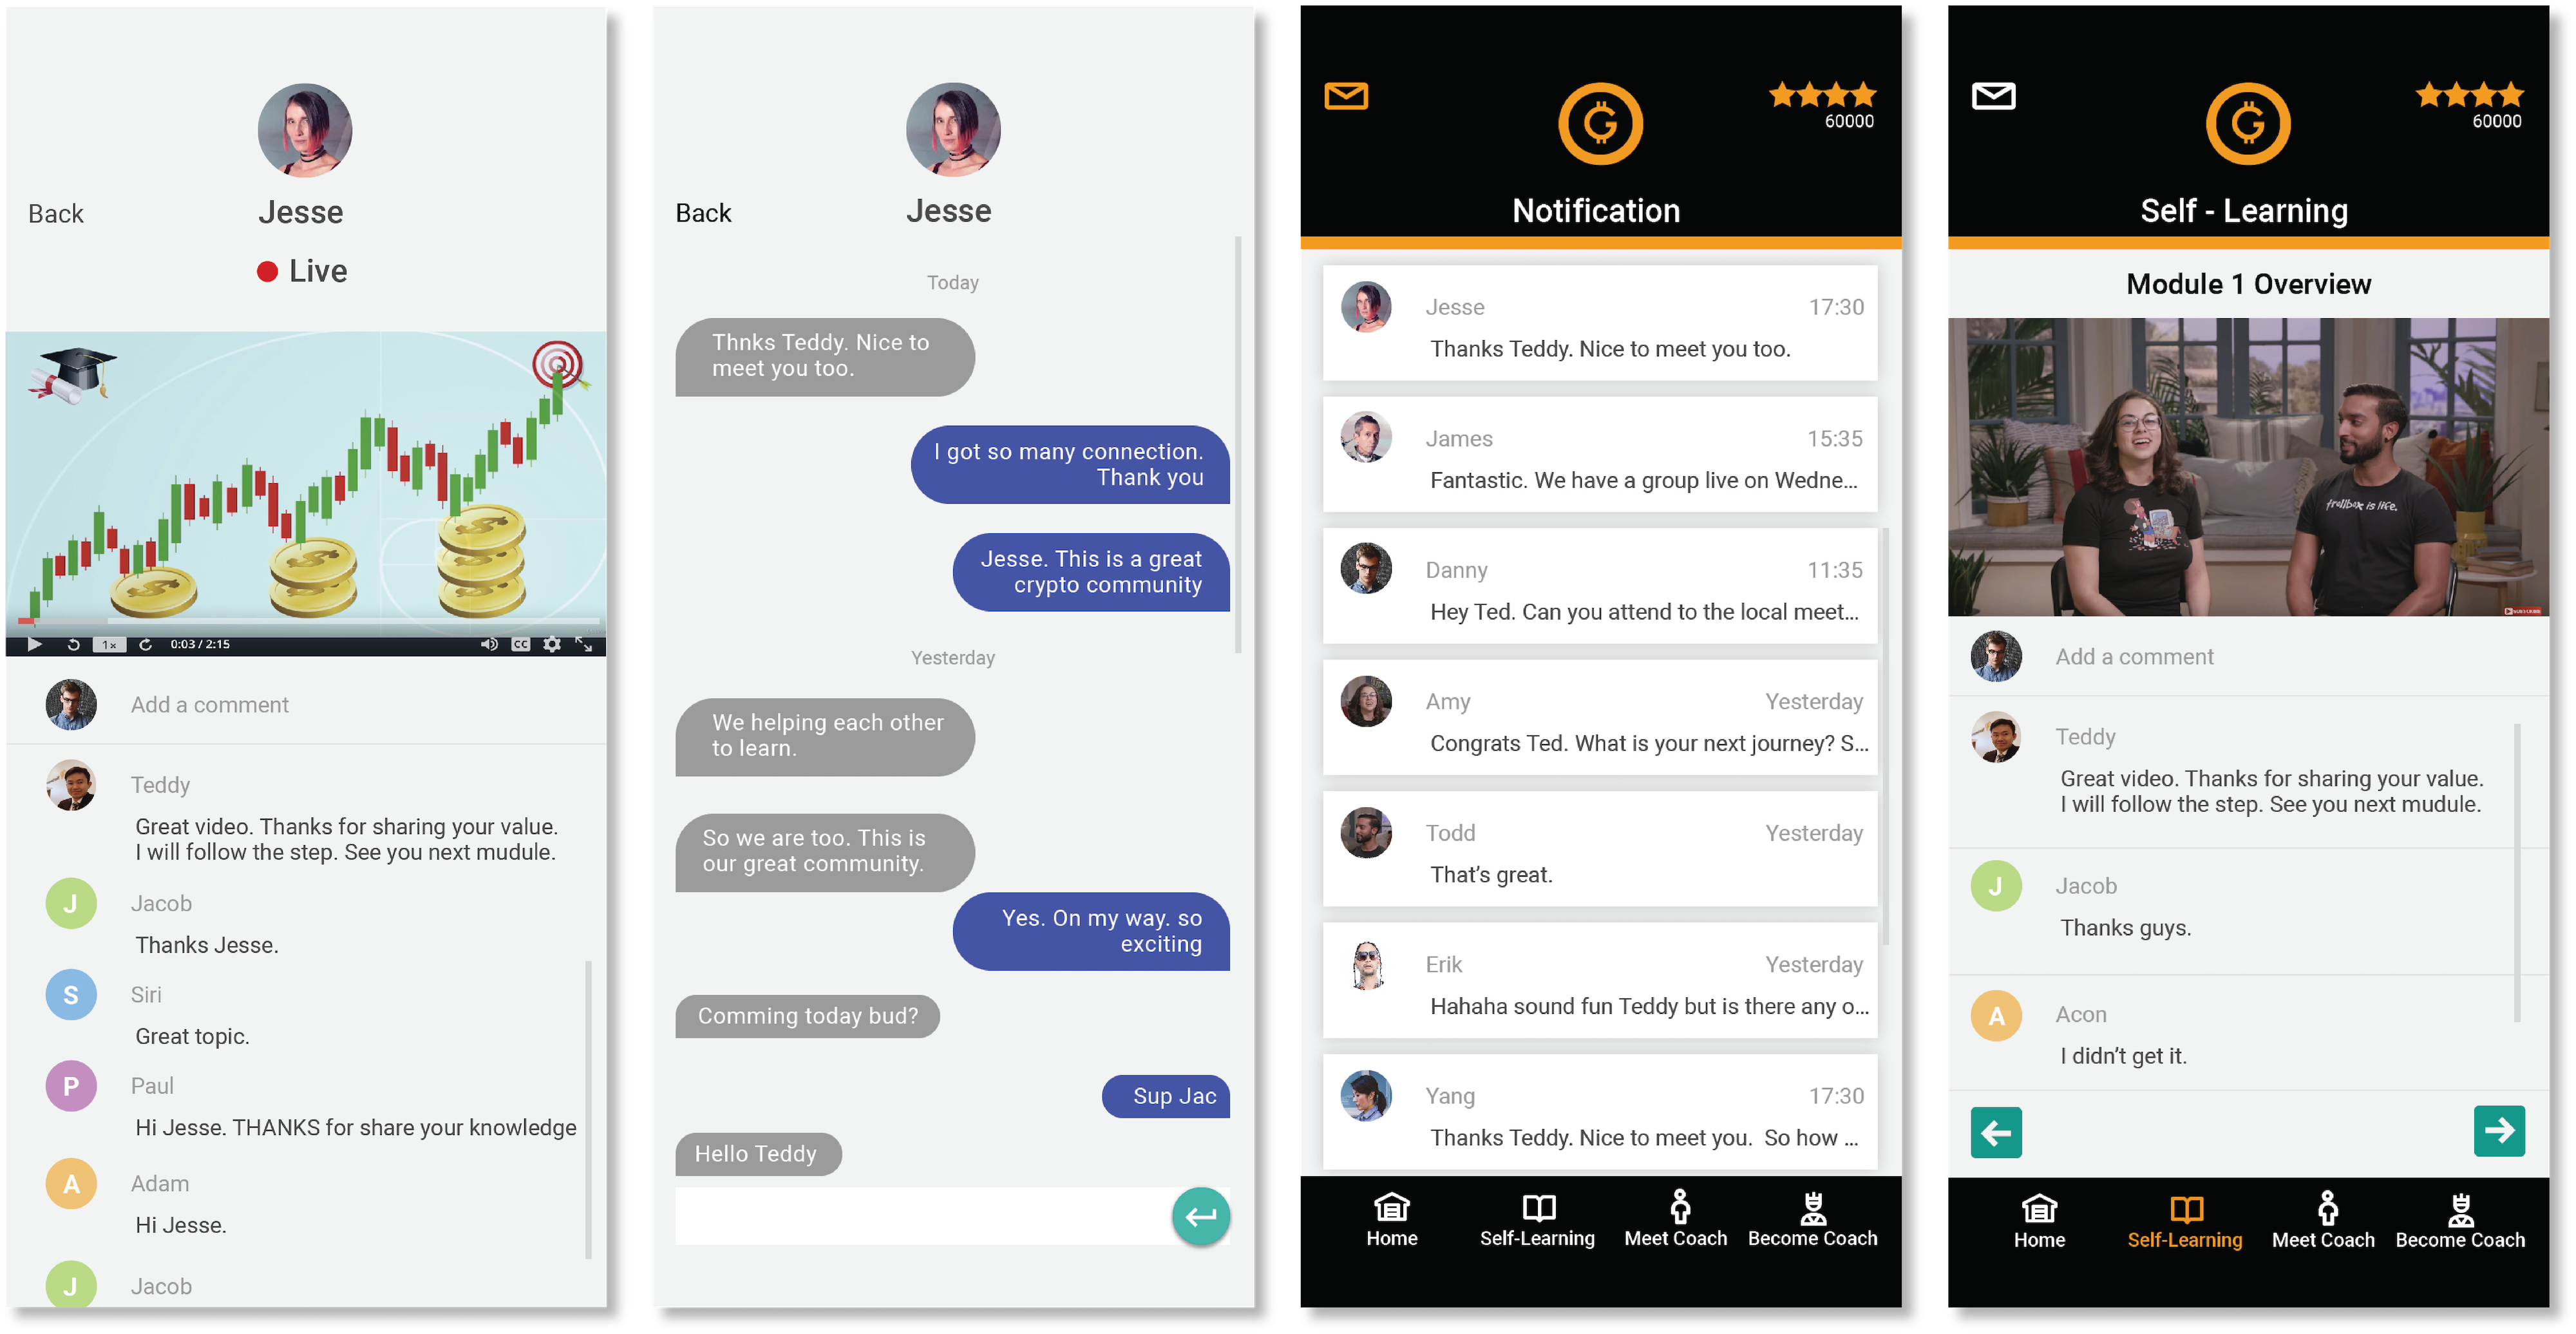 Jesse
Back
Live
1x
0:03 / 2:15
CC
Add a comment
Teddy
Great video. Thanks for sharing your value.
I will follow the step. See you next mudule.
J
Jacob
Thanks Jesse.
S
Siri
Great topic.
P
Paul
Hi Jesse. THANKS for share your knowledge
A
Adam
Hi Jesse.
J
Jacob
Back
Jesse
Today
Thnks Teddy. Nice to
meet you too.
I got so many connection.
Thank you
Jesse. This is a great
crypto community
Yesterday
We helping each other
to learn.
So we are too. This is
our great community.
Yes. On my way. so
exciting
Comming today bud?
Sup Jac
Hello Teddy
G
60000
Notification
Jesse
17:30
Thanks Teddy. Nice to meet you too.
James
15:35
Fantastic. We have a group live on Wedne...
Danny
11:35
Hey Ted. Can you attend to the local meet...
Amy
Yesterday
Congrats Ted. What is your next journey? S...
Todd
Yesterday
That’s great.
Erik
Yesterday
Hahaha sound fun Teddy but is there any o...
Yang
17:30
Thanks Teddy. Nice to meet you.  So how ...
Home
Self-Learning
Meet Coach
Become Coach
G
60000
Self - Learning
Module 1 Overview
trollbox is life.
SUBSCRIBE
Add a comment
Teddy
Great video. Thanks for sharing your value.
I will follow the step. See you next mudule.
J
Jacob
Thanks guys.
A
Acon
I didn’t get it.
Home
Self-Learning
Meet Coach
Become Coach